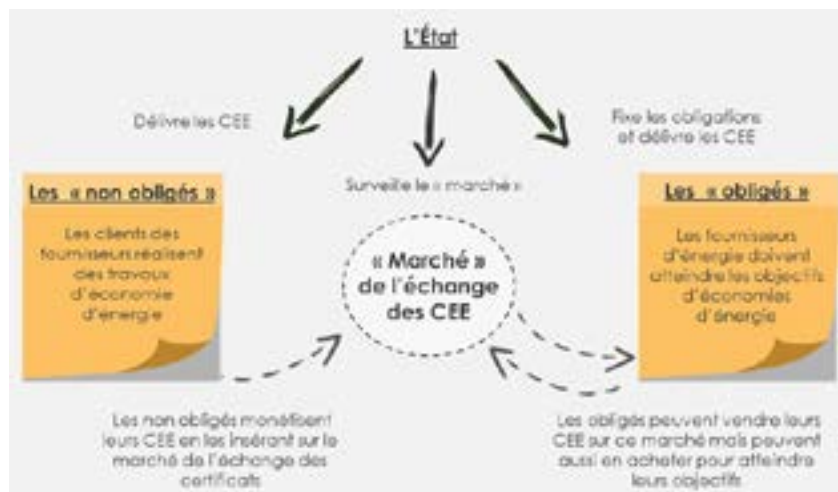 L'État
Délivre les CEE
Fixe les obligations
et délivre les CEE
Surveille le « marché »
Les « non obligés »
Les clients des
fournisseurs réalisent
des travaux
d'économie
d'énergie
« Marché »
de l'échange
des CEE
Les « obligés »
Les fournisseurs
d'énergie doivent
atteindre les objectifs
d'économies
d'énergie
Les non obligés monétisent
leurs CEE en les insérant sur le
marché de l'échange des
certificats
Les obligés peuvent vendre leurs
CEE sur ce marché mais peuvent
aussi en acheter pour atteindre
leurs objectifs